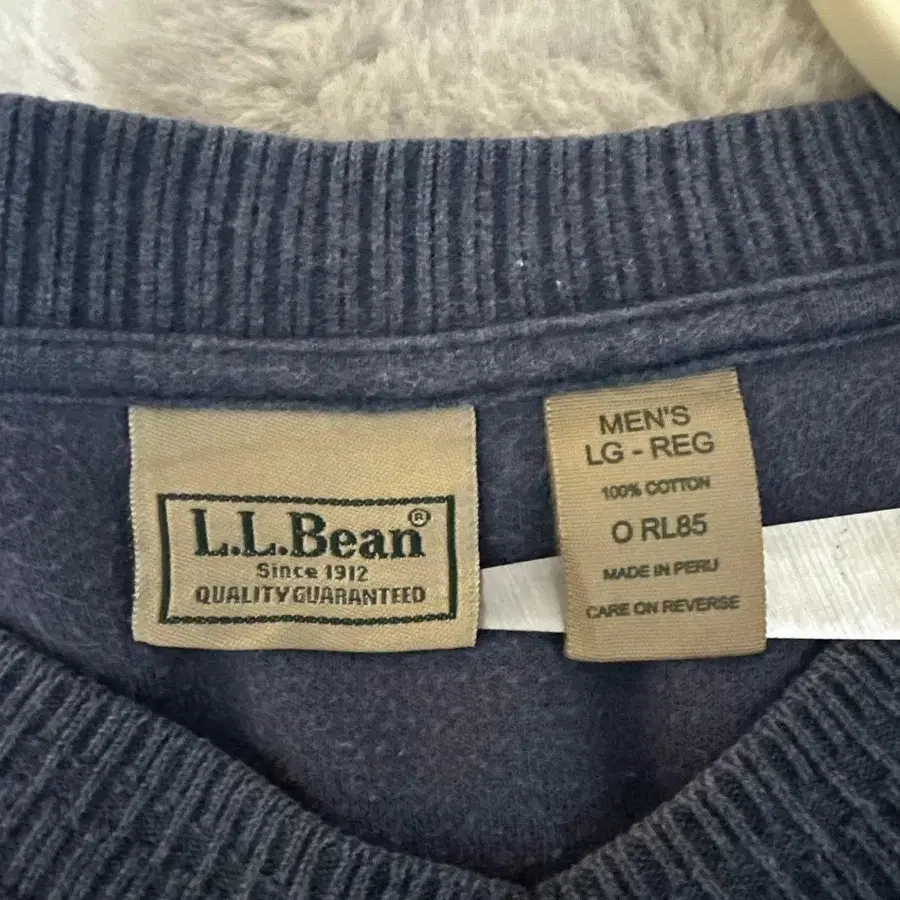 L.L.Bean®
Since 1912
QUALITY GUARANTEED
MEN'S
LG - REG
100% COTTON
O RL85
MADE IN PERU
CARE ON REVERSE